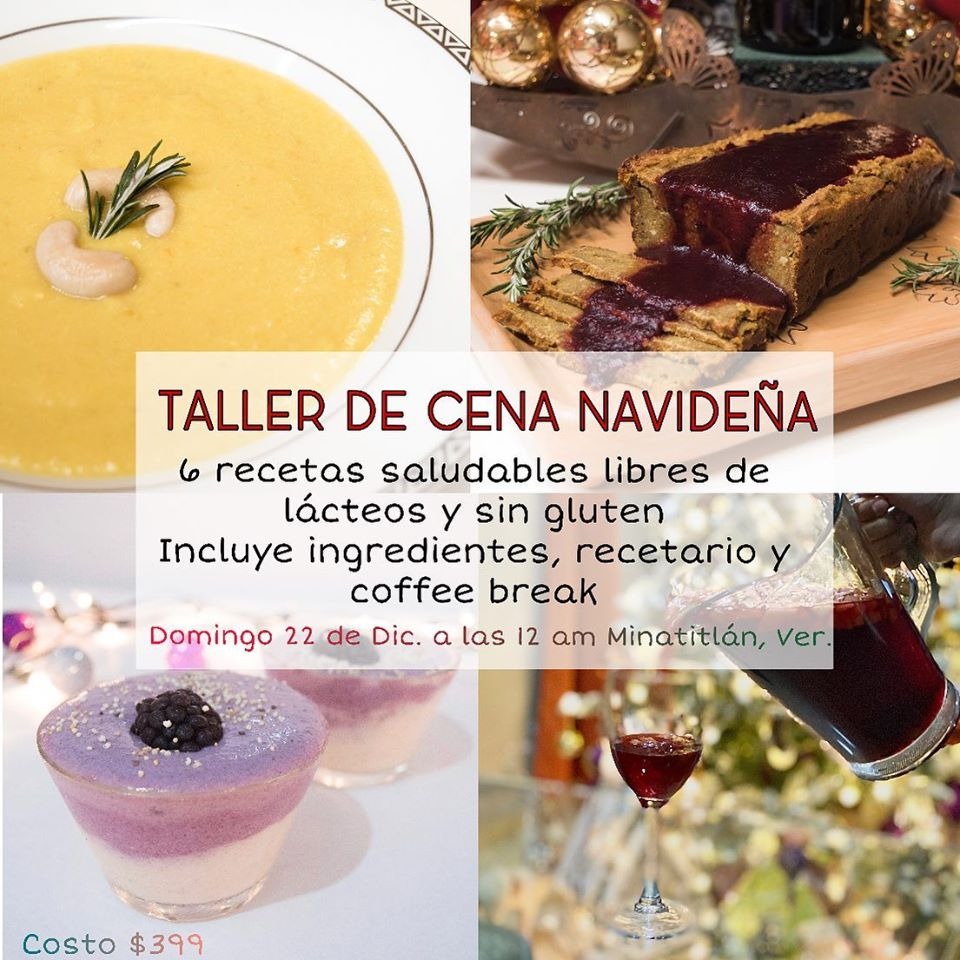 TALLER DE CENA NAVIDEÑA
6 recetas saludables libres de
lácteos y sin gluten
Incluye ingredientes, recetario y
coffee break
Domingo 22 de Dic. a las 12 am Minatitlán, Ver.
Costo $399